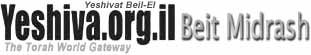 Yeshivat Beit-El
Yeshiva.org.il Beit Midrash
The Torah World Gateway